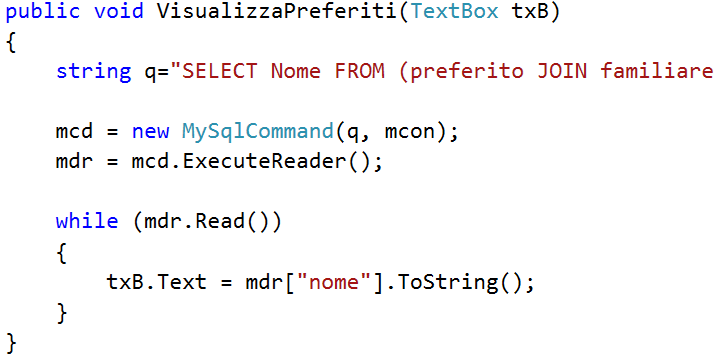 public void VisualizzaPreferiti(TextBox txB)
{
    string q="SELECT Nome FROM (preferito JOIN familiare
    mcd = new MySqlCommand(q, mcon);
    mdr = mcd.ExecuteReader();
    while (mdr.Read())
    {
        txB.Text = mdr["nome"].ToString();
    }
}